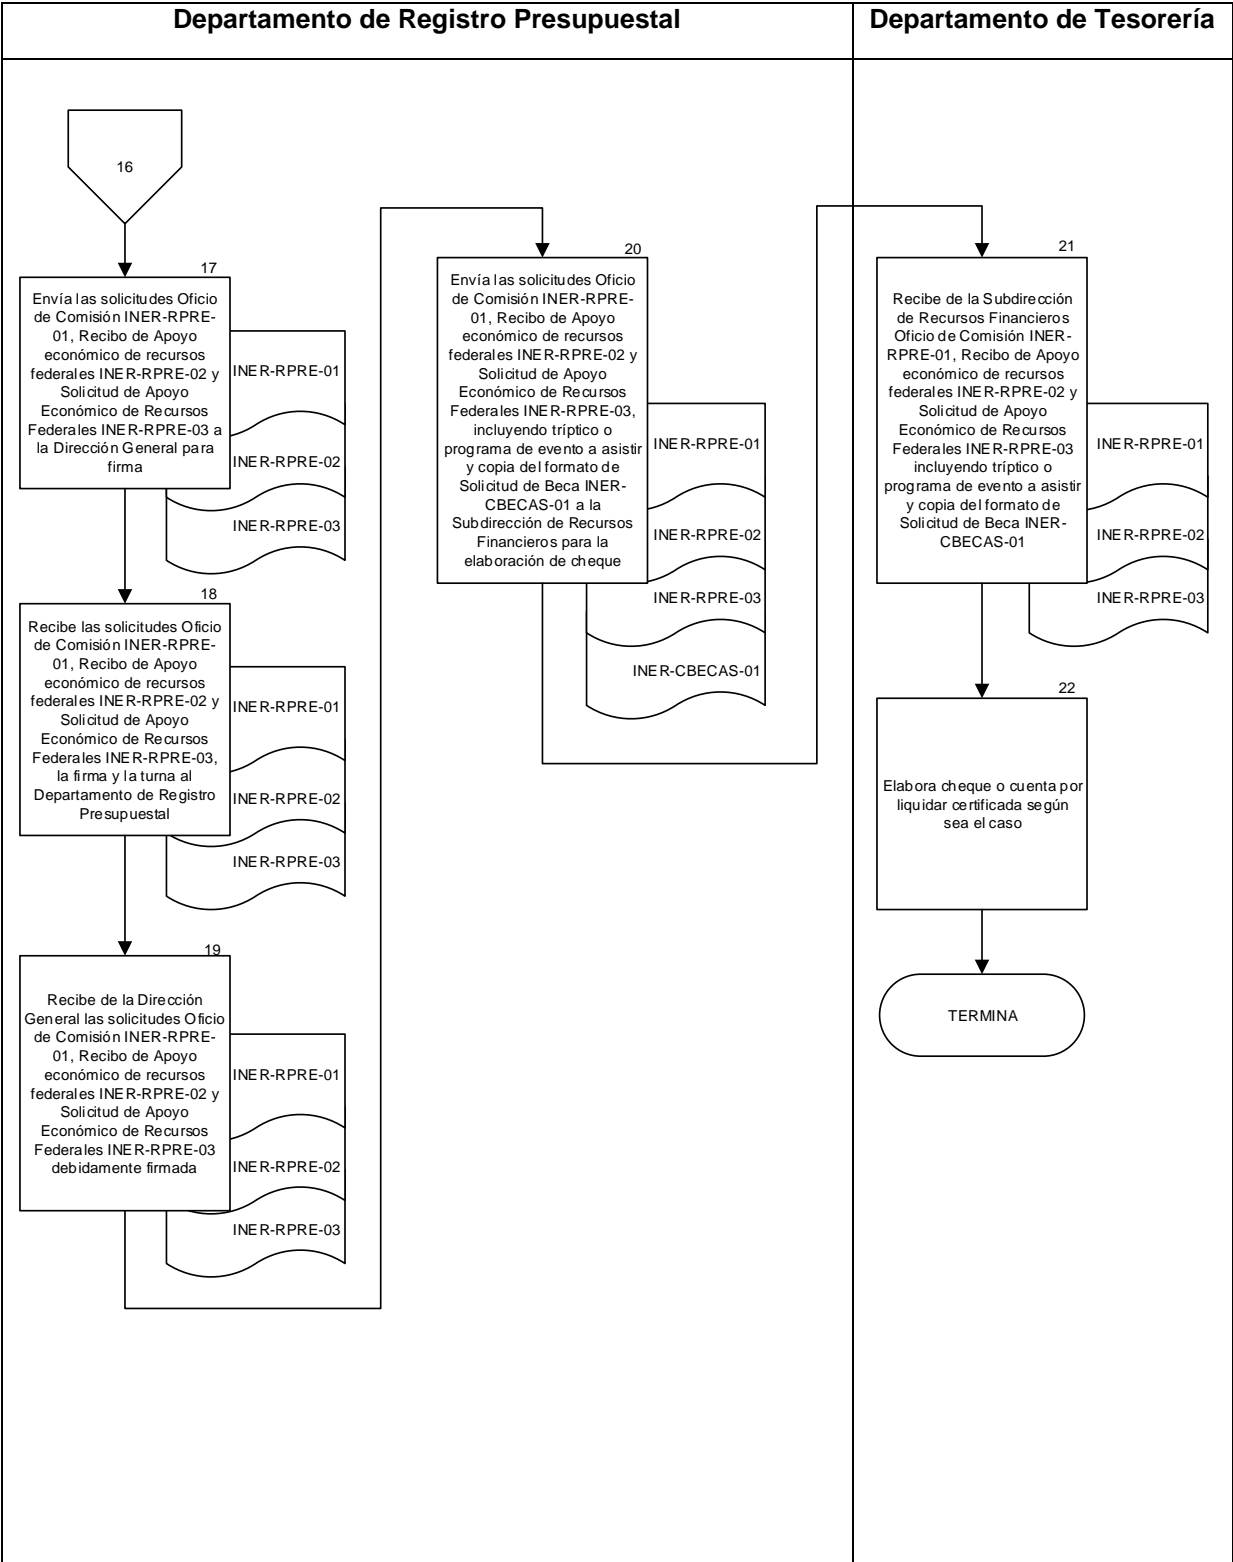 Departamento de Registro Presupuestal
Departamento de Tesorería
16
17
Envía las solicitudes Oficio
de Comisión INER-RPRE-
01, Recibo de Apoyo
económico de recursos
federales INER-RPRE-02 y
Solicitud de Apoyo
Económico de Recursos
Federales INER-RPRE-03 a
la Dirección General para
firma
INER-RPRE-01
INER-RPRE-02
INER-RPRE-03
18
Recibe las solicitudes Oficio
de Comisión INER-RPRE-
01, Recibo de Apoyo
económico de recursos
federales INER-RPRE-02 y
Solicitud de Apoyo
Económico de Recursos
Federales INER-RPRE-03,
la firma y la turna al
Departamento de Registro
Presupuestal
INER-RPRE-01
INER-RPRE-02
INER-RPRE-03
19
Recibe de la Dirección
General las solicitudes Oficio
de Comisión INER-RPRE-
01, Recibo de Apoyo
económico de recursos
federales INER-RPRE-02 y
Solicitud de Apoyo
Económico de Recursos
Federales INER-RPRE-03
debidamente firmada
INER-RPRE-01
INER-RPRE-02
INER-RPRE-03
20
Envía las solicitudes Oficio
de Comisión INER-RPRE-
01, Recibo de Apoyo
económico de recursos
federales INER-RPRE-02 y
Solicitud de Apoyo
Económico de Recursos
Federales INER-RPRE-03,
incluyendo tríptico o
programa de evento a asistir
y copia del formato de
Solicitud de Beca INER-
CBECAS-01 a la
Subdirección de Recursos
Financieros para la
elaboración de cheque
INER-RPRE-01
INER-RPRE-02
INER-RPRE-03
INER-CBECAS-01
21
Recibe de la Subdirección
de Recursos Financieros
Oficio de Comisión INER-
RPRE-01, Recibo de Apoyo
económico de recursos
federales INER-RPRE-02 y
Solicitud de Apoyo
Económico de Recursos
Federales INER-RPRE-03
incluyendo tríptico o
programa de evento a asistir
y copia del formato de
Solicitud de Beca INER-
CBECAS-01
INER-RPRE-01
INER-RPRE-02
INER-RPRE-03
22
Elabora cheque o cuenta por
liquidar certificada según
sea el caso
TERMINA